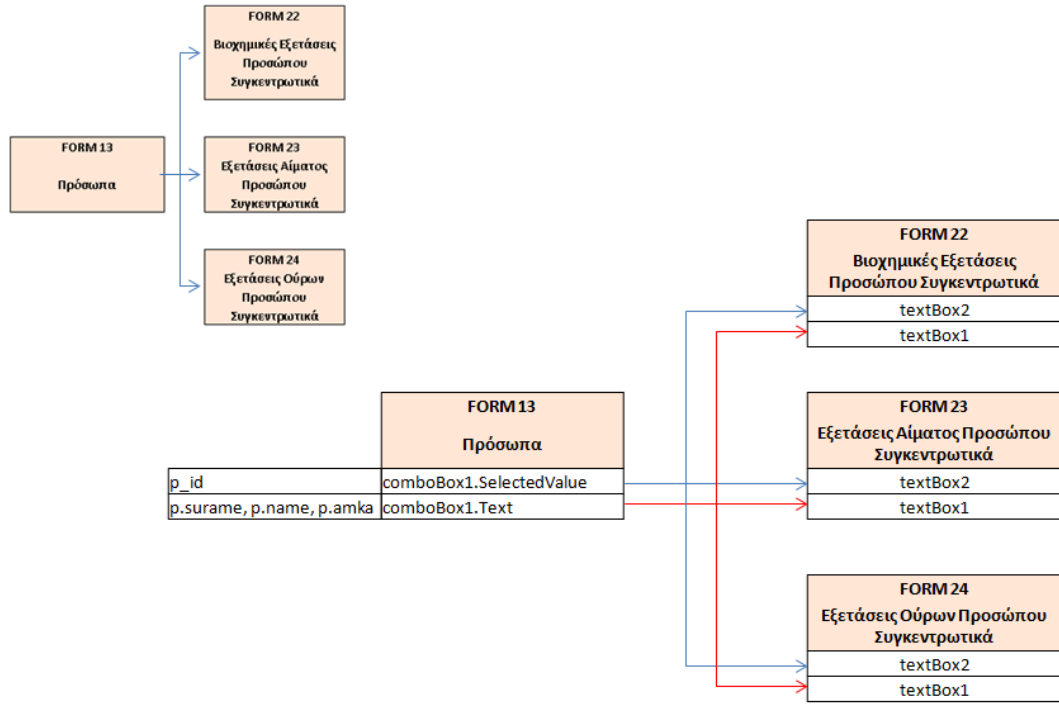 FORM 22
Βιοχημικές Εξετάσεις
Προσώπου
Συγκεντρωτικά
FORM 13
Πρόσωπα
FORM 23
Εξετάσεις Αίματος
Προσώπου
Συγκεντρωτικά
FORM 24
Εξετάσεις Ούρων
Προσώπου
Συγκεντρωτικά
FORM 22
Βιοχημικές Εξετάσεις
Προσώπου Συγκεντρωτικά
textBox2
textBox1
FORM 13
Πρόσωπα
p_id
comboBox1.SelectedValue
p.surame, p.name, p.amka
comboBox1.Text
FORM 23
Εξετάσεις Αίματος Προσώπου
Συγκεντρωτικά
textBox2
textBox1
FORM 24
Εξετάσεις Ούρων Προσώπου
Συγκεντρωτικά
textBox2
textBox1